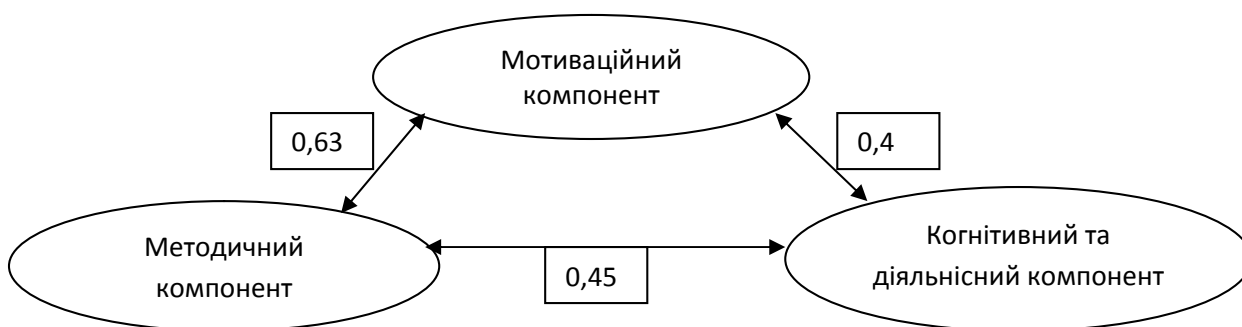 Мотиваційний
компонент
0,63
0,4
Методичний
компонент
0,45
Когнітивний та
діяльнісний компонент